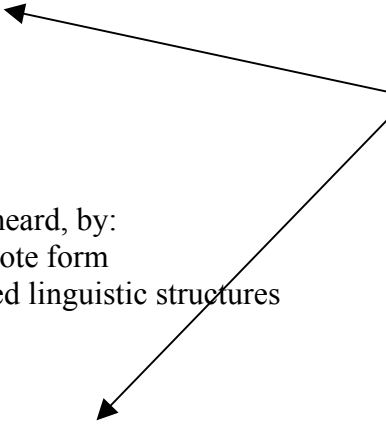 heard, by:
ote form
ed linguistic structures